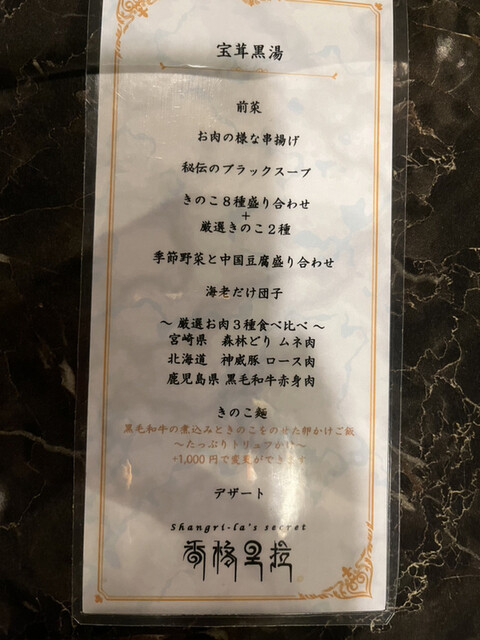 宝茸黒湯
前菜
お肉の様な串揚げ
秘伝のブラックスープ
きのこ８種盛り合わせ
+
厳選きのこ２種
季節野菜と中国豆腐盛り合わせ
海老だけ団子
～ 厳選お肉３種食べ比べ ～
宮崎県　森林どり ムネ肉
北海道　神威豚 ロース肉
鹿児島県 黒毛和牛赤身肉
きのこ麺
黒毛和牛の煮込みときのこをのせた卵かけご飯
～たっぷりトリュフがけ～
+1,000 円で変更ができます
デザート
Shangri-la's secret
香格里拉